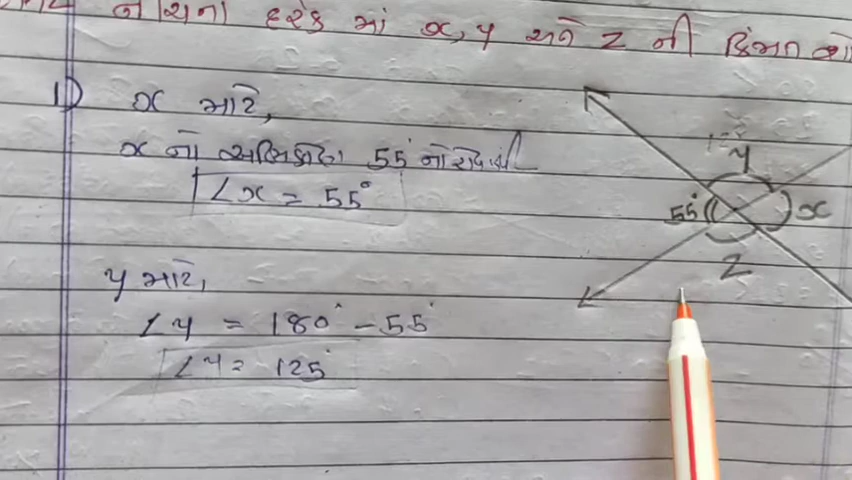 નીચેના દરેક માં x, y અને z ની કિંમત શો
1) x માટે,
x નો અભિકોણ 55° નો હોવાથી
∠x = 55°
y માટે,
∠y = 180° - 55°
∠y = 125°
y
55°
x
z